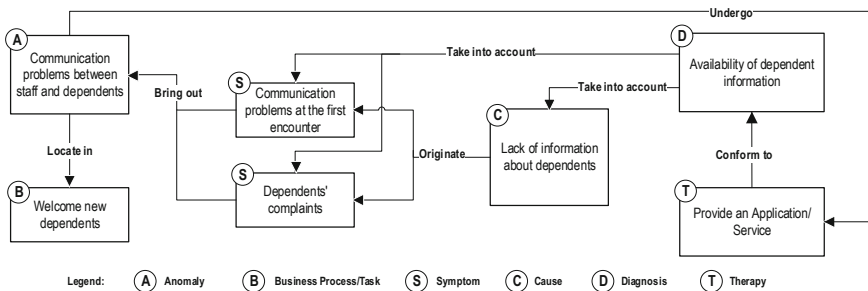 Undergo
A
Communication
problems between
staff and dependents
Bring out
Locate in
B
Welcome new
dependents
S
Communication
problems at the first
encounter
S
Dependents'
complaints
Take into account
Take into account
Originate
C
Lack of information
about dependents
D
Availability of dependent
information
Conform to
T
Provide an Application/
Service
Legend: A Anomaly B Business Process/Task S Symptom C Cause D Diagnosis T Therapy